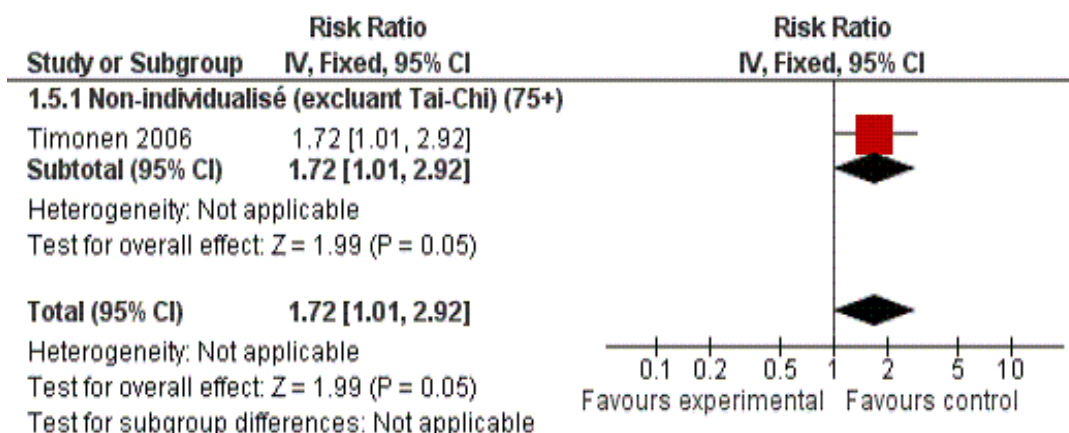 Risk Ratio Risk Ratio
Study or Subgroup IV, Fixed, 95% CI IV, Fixed, 95% CI
1.5.1 Non-individualisé (excluant Tai-Chi) (75+)
Timonen 2006 1.72 [1.01, 2.92]
Subtotal (95% CI) 1.72 [1.01, 2.92]
Heterogeneity: Not applicable
Test for overall effect: Z = 1.99 (P = 0.05)
Total (95% CI) 1.72 [1.01, 2.92]
Heterogeneity: Not applicable
Test for overall effect: Z = 1.99 (P = 0.05)
Test for subgroup differences: Not applicable
0.1 0.2 0.5 1 2 5 10
Favours experimental Favours control